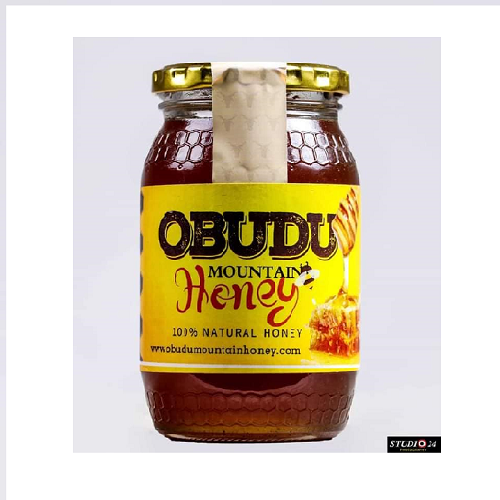 OBUDU
MOUNTAIN
Honey
100% NATURAL HONEY
www.obudumountainhoney.com
STUDIO 24